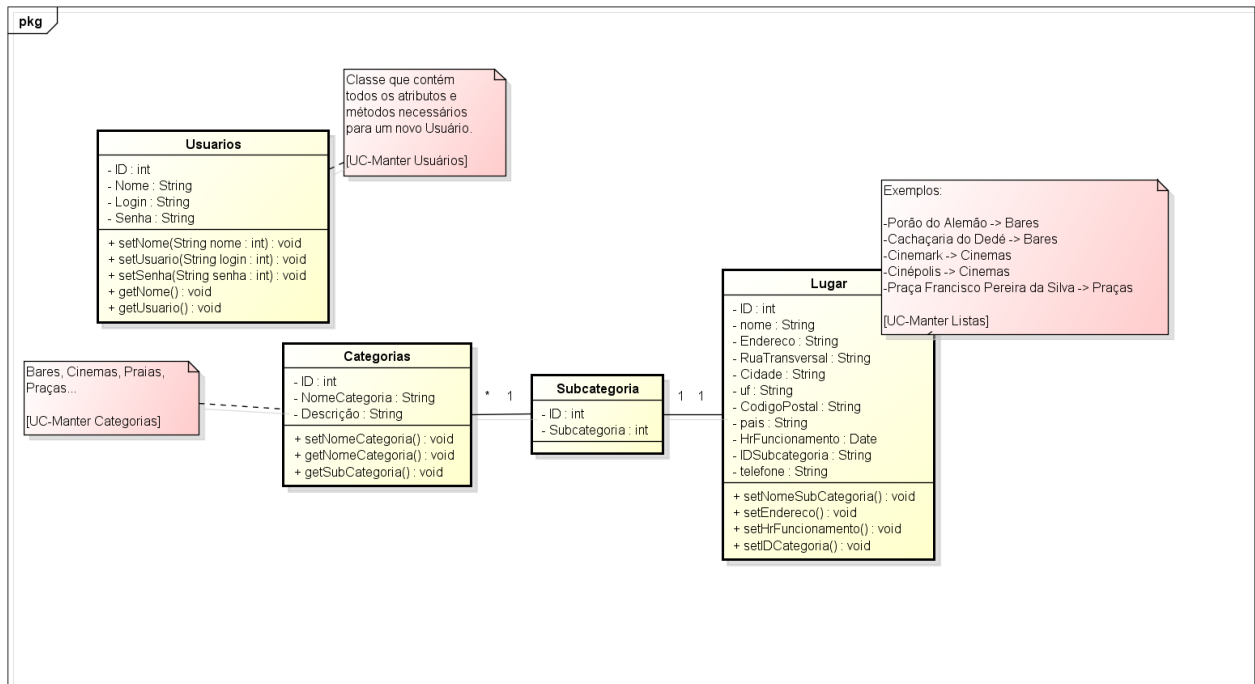 pkg
Classe que contém
todos os atributos e
métodos necessários
para um novo Usuário.
[UC-Manter Usuários]
Usuarios
- ID : int
- Nome : String
- Login : String
- Senha : String
+ setNome(String nome : int) : void
+ setUsuario(String login : int) : void
+ setSenha(String senha : int) : void
+ getNome() : void
+ getUsuario() : void
Exemplos:
-Porão do Alemão -> Bares
-Cachaçaria do Dedé -> Bares
-Cinemark -> Cinemas
-Cinépolis -> Cinemas
-Praça Francisco Pereira da Silva -> Praças
[UC-Manter Listas]
Bares, Cinemas, Praias,
Praças...
[UC-Manter Categorias]
Categorias
- ID : int
- NomeCategoria : String
- Descrição : String
+ setNomeCategoria() : void
+ getNomeCategoria() : void
+ getSubCategoria() : void
* 1
Subcategoria
- ID : int
- Subcategoria : int
1 1
Lugar
- ID : int
- nome : String
- Endereco : String
- RuaTransversal : String
- Cidade : String
- uf : String
- CodigoPostal : String
- pais : String
- HrFuncionamento : Date
- IDSubcategoria : String
- telefone : String
+ setNomeSubCategoria() : void
+ setEndereco() : void
+ setHrFuncionamento() : void
+ setIDCategoria() : void